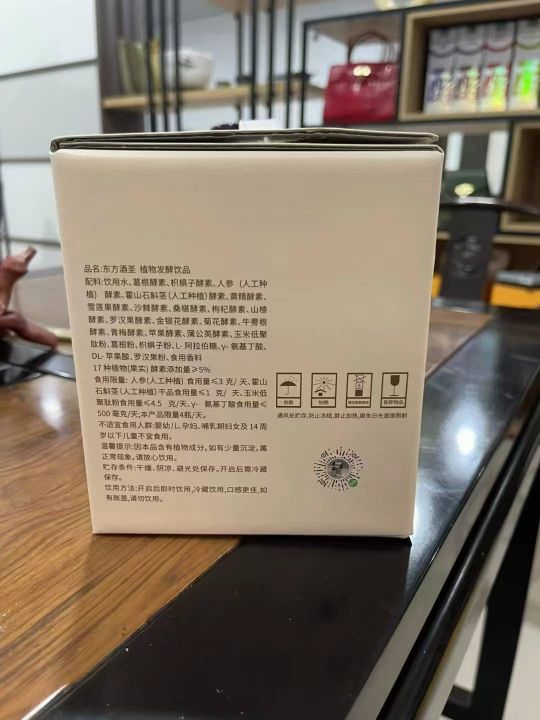 品名:东方酒圣 植物发酵饮品
配料:饮用水、葛根酵素、枳椇子酵素、人参 (人工种
植) 酵素、霍山石斛茎(人工种植)酵素、黄精酵素、
雪莲果酵素、沙棘酵素、桑椹酵素、枸杞酵素、山楂
酵素、罗汉果酵素、金银花酵素、菊花酵素、牛蒡根
酵素、青梅酵素、苹果酵素、蒲公英酵素、玉米低聚
肽粉、葛根粉、枳椇子粉、L- 阿拉伯糖、γ- 氨基丁酸、
DL- 苹果酸、罗汉果粉、食用香料
17 种植物(果实) 酵素添加量≥5%
食用限量: 人参(人工种植) 食用量≤3 克/ 天、霍山
石斛茎(人工种植)干品食用量≤1 克/ 天、玉米低
聚肽粉食用量≤4.5 克/天、γ- 氨基丁酸食用量≤
500 毫克/天;本产品限量4瓶/天。
不适宜食用人群:婴幼儿、孕妇、哺乳期妇女及 14 周
岁以下儿童不宜食用。
温馨提示:因本品含有植物成分,如有少量沉淀,属
正常现象,请放心饮用。
贮存条件:干燥、阴凉、避光处保存。开启后需冷藏
保存。
饮用方法:开启后即时饮用,冷藏饮用,口感更佳,如
有胀盖,请勿饮用。
怕雨
怕晒
易碎物品
通风处贮存,防止冻结,禁止加热,避免日光直接照射